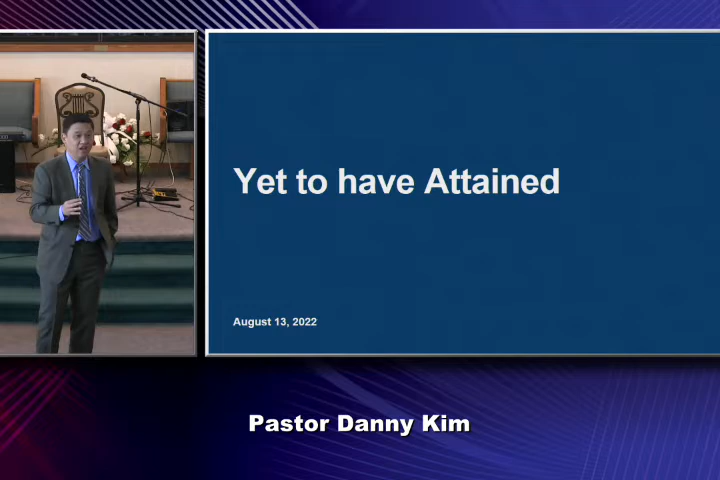 Yet to have Attained
August 13, 2022
Pastor Danny Kim